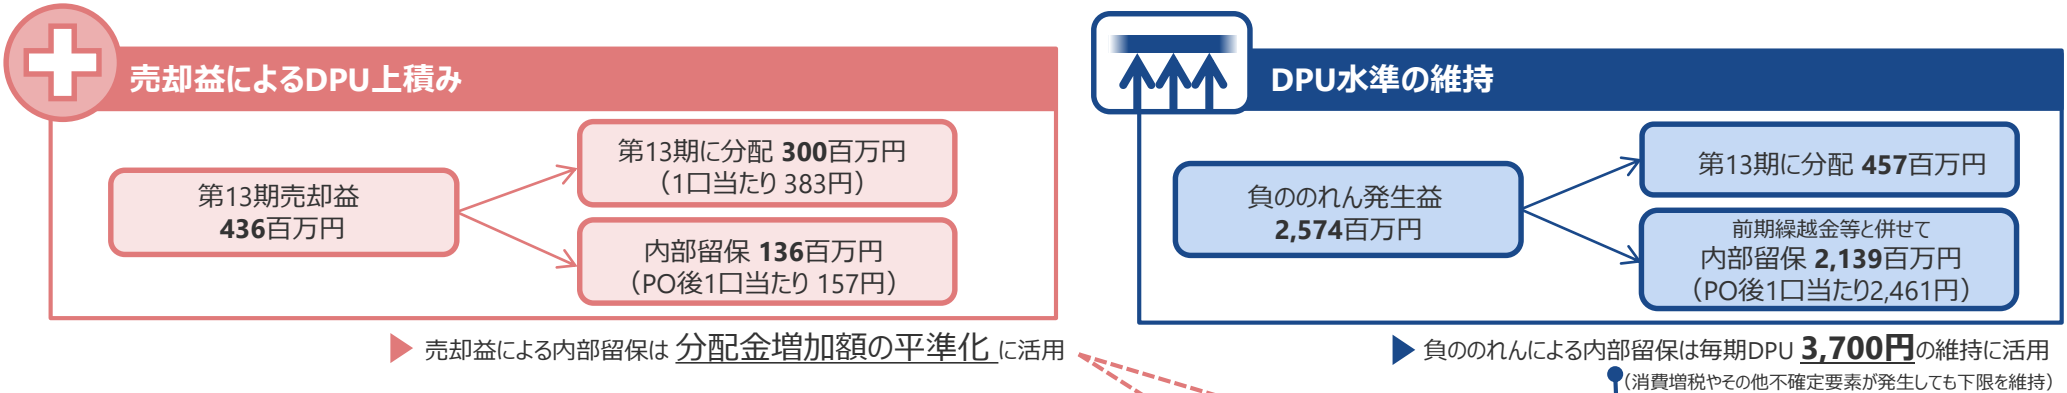 売却益によるDPU上積み
第13期売却益
436百万円
第13期に分配 300百万円
（1口当たり 383円）
内部留保 136百万円
（PO後1口当たり 157円）
売却益による内部留保は 分配金増加額の平準化 に活用
DPU水準の維持
負ののれん発生益
2,574百万円
第13期に分配 457百万円
前期繰越金等と併せて
内部留保 2,139百万円
（PO後1口当たり2,461円）
負ののれんによる内部留保は毎期DPU 3,700円の維持に活用
（消費増税やその他不確定要素が発生しても下限を維持）